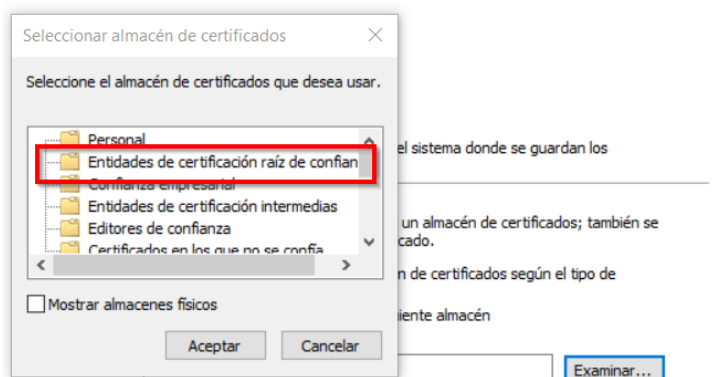 Seleccionar almacén de certificados
Seleccione el almacén de certificados que desea usar.
Personal
Entidades de certificación raíz de confian
Confianza empresarial
Entidades de certificación intermedias
Editores de confianza
Certificados en los que no se confía
Mostrar almacenes físicos
Aceptar Cancelar
el sistema donde se guardan los
un almacén de certificados; también se
cado.
n de certificados según el tipo de
iente almacén
Examinar...